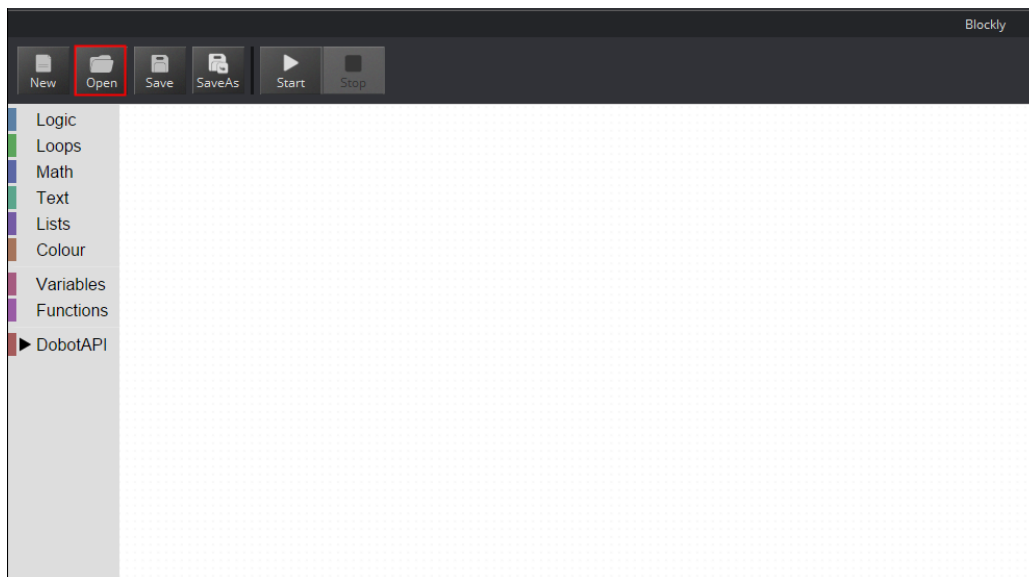 Blockly
New Open Save SaveAs Start Stop
Logic
Loops
Math
Text
Lists
Colour
Variables
Functions
DobotAPI